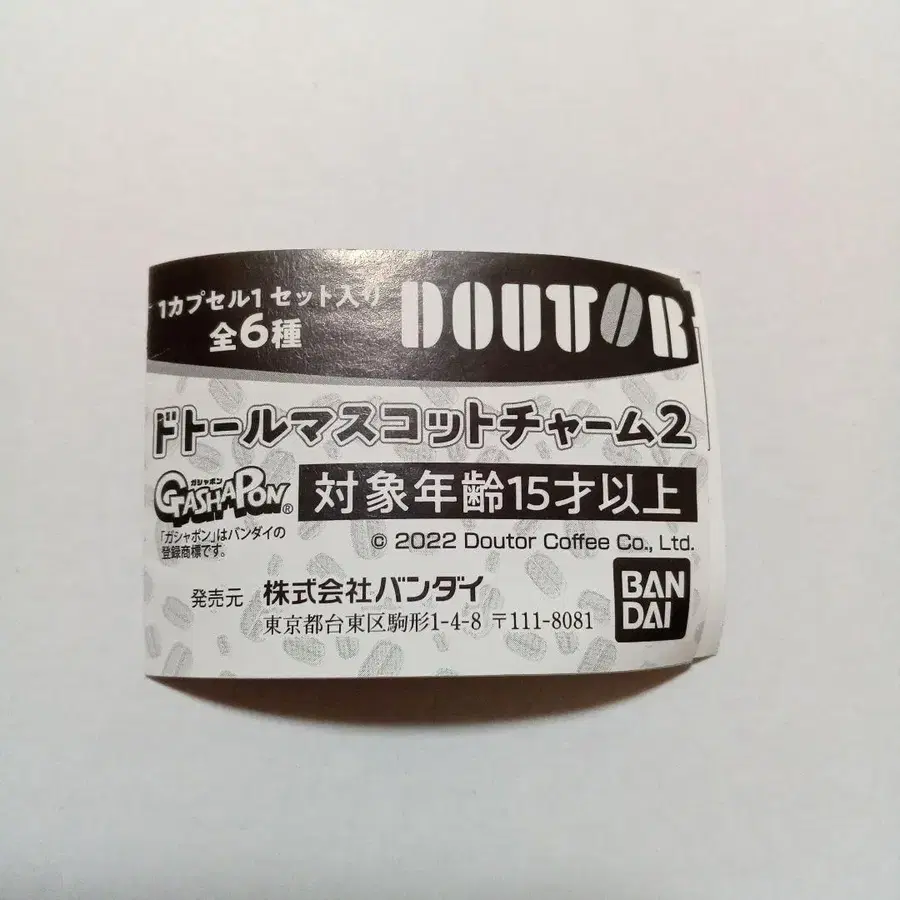 1カプセル1セット入り
全6種
DOUTOR
ドトールマスコットチャーム2
ガシャポン
GASHAPON®
対象年齢15才以上
「ガシャポン」はバンダイの
登録商標です。
© 2022 Doutor Coffee Co., Ltd.
発売元 株式会社バンダイ
東京都台東区駒形1-4-8 〒111-8081
BAN
DAI